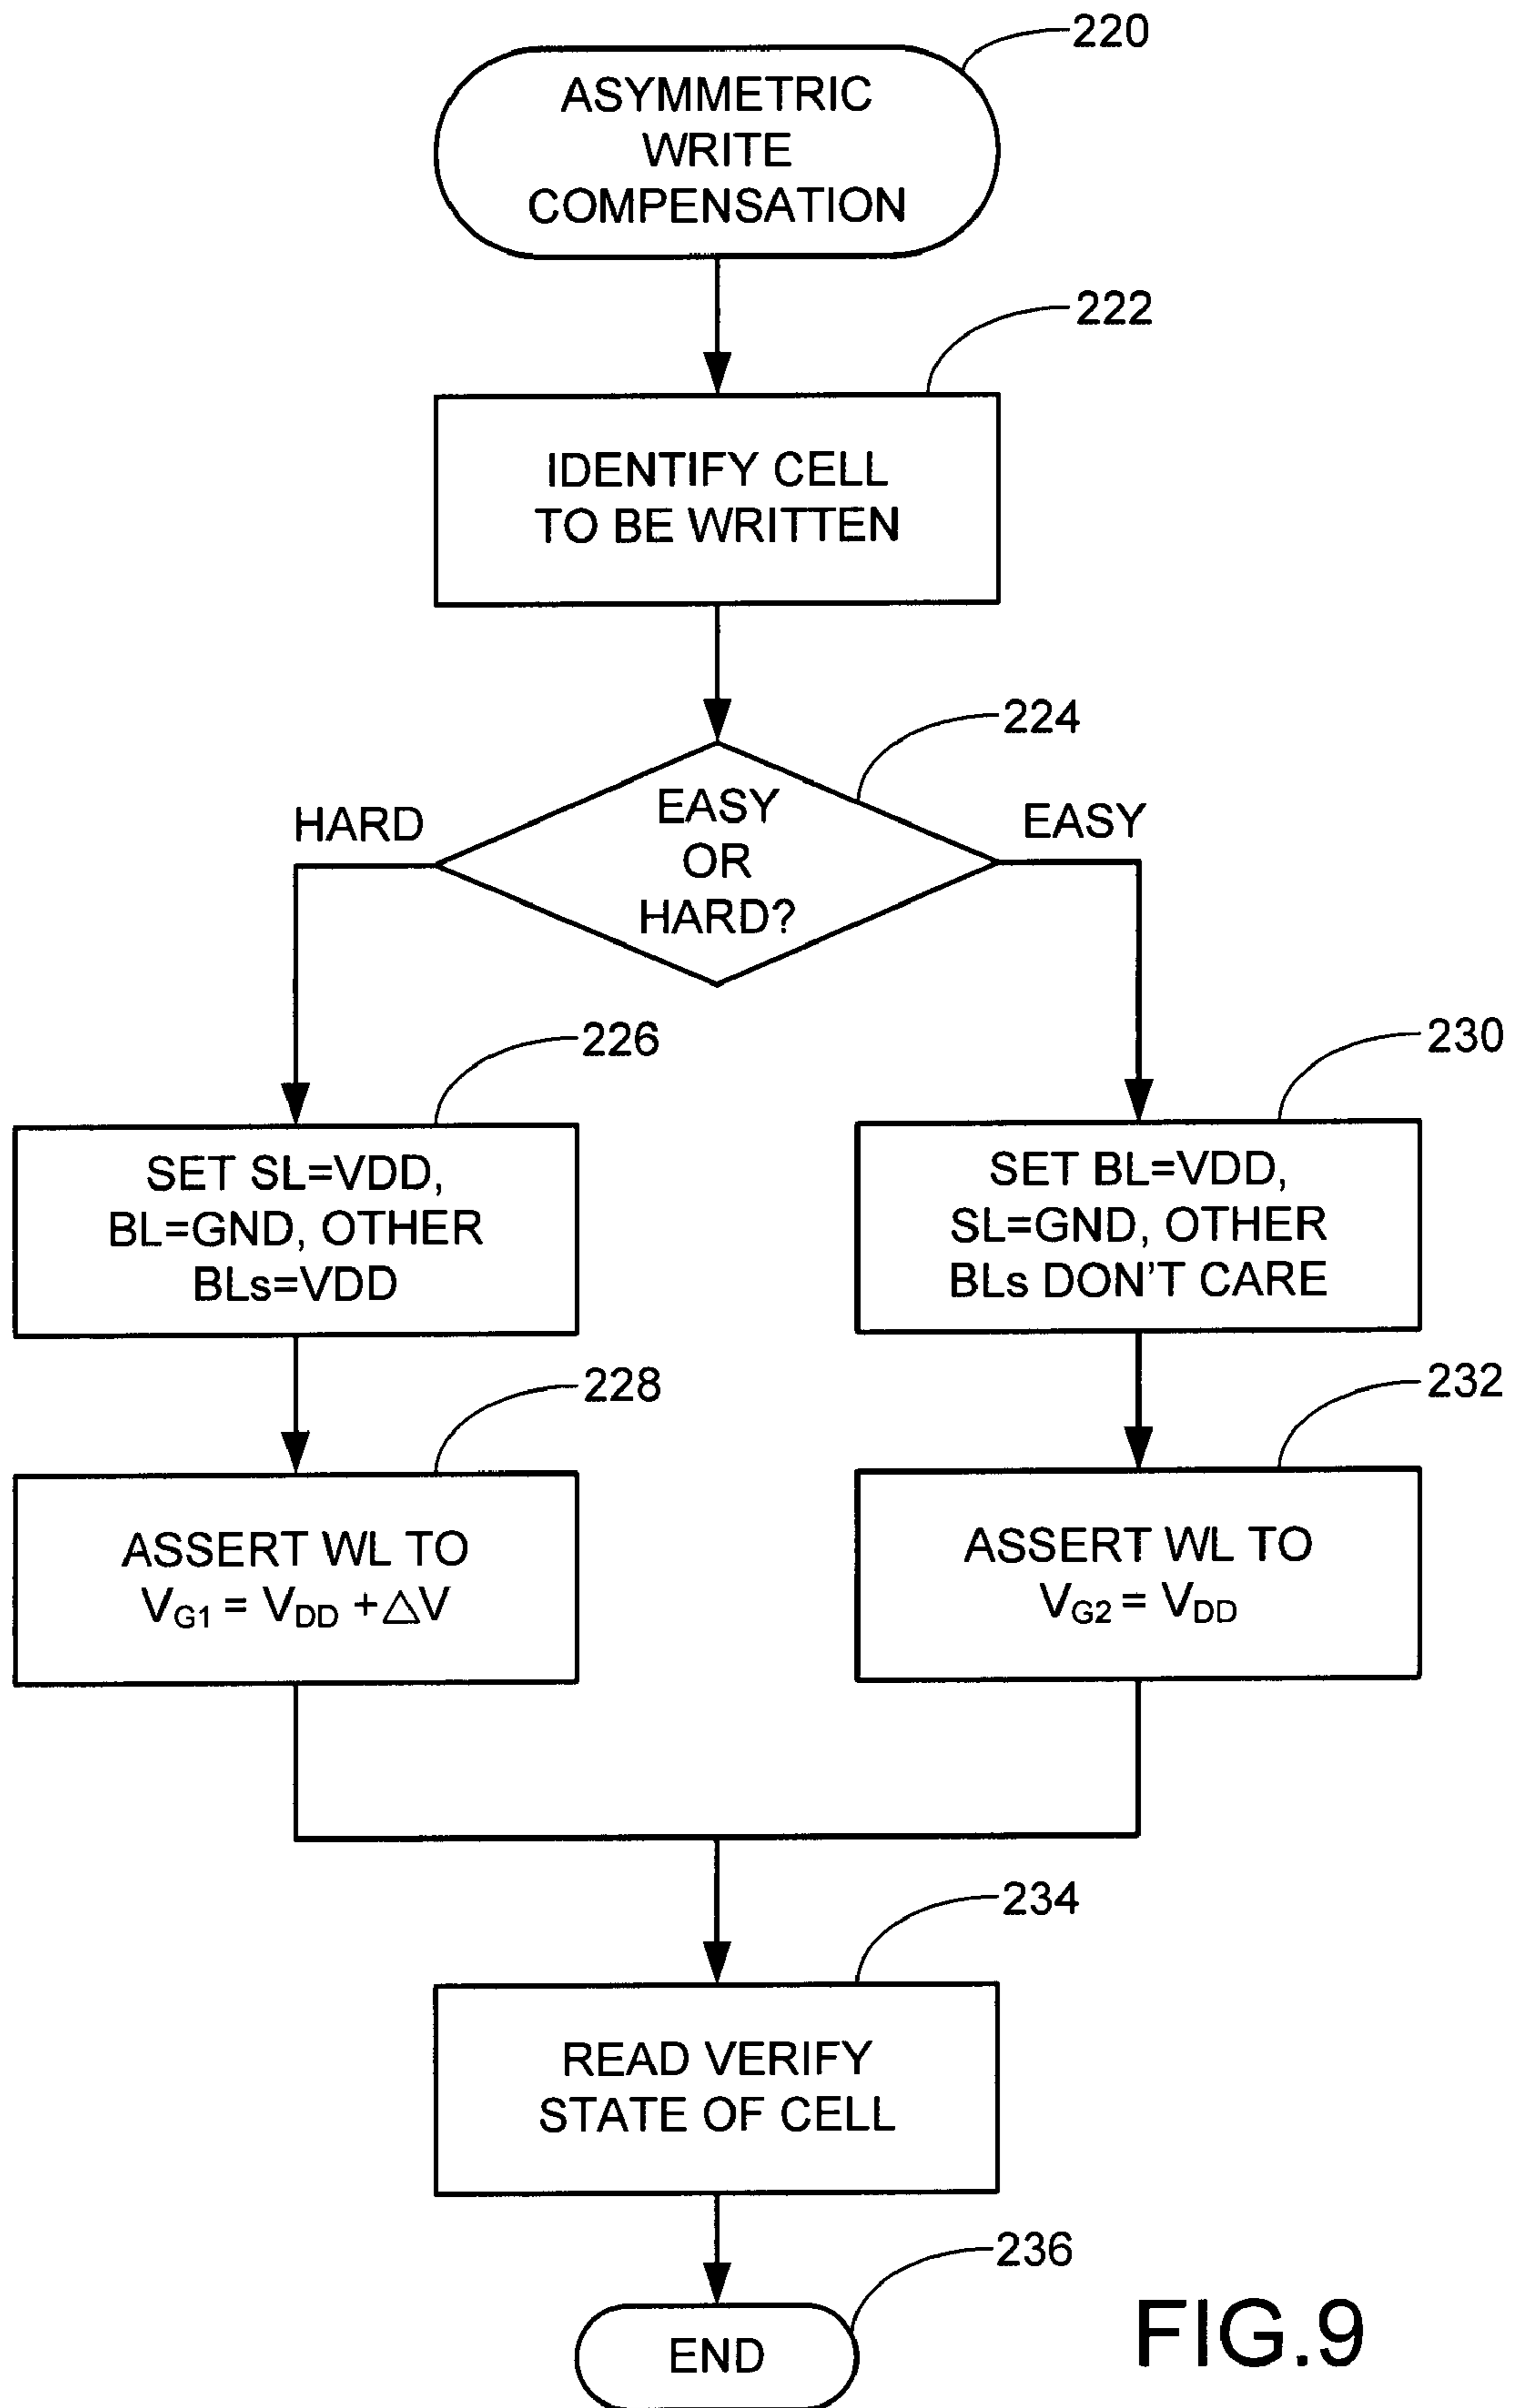 220
ASYMMETRIC
WRITE
COMPENSATION
222
IDENTIFY CELL
TO BE WRITTEN
224
HARD
EASY
OR
HARD?
EASY
226
SET SL=VDD,
BL=GND, OTHER
BLs=VDD
230
SET BL=VDD,
SL=GND, OTHER
BLs DON'T CARE
228
ASSERT WL TO
VG1 = VDD +△V
232
ASSERT WL TO
VG2 = VDD
234
READ VERIFY
STATE OF CELL
236
END
FIG.9